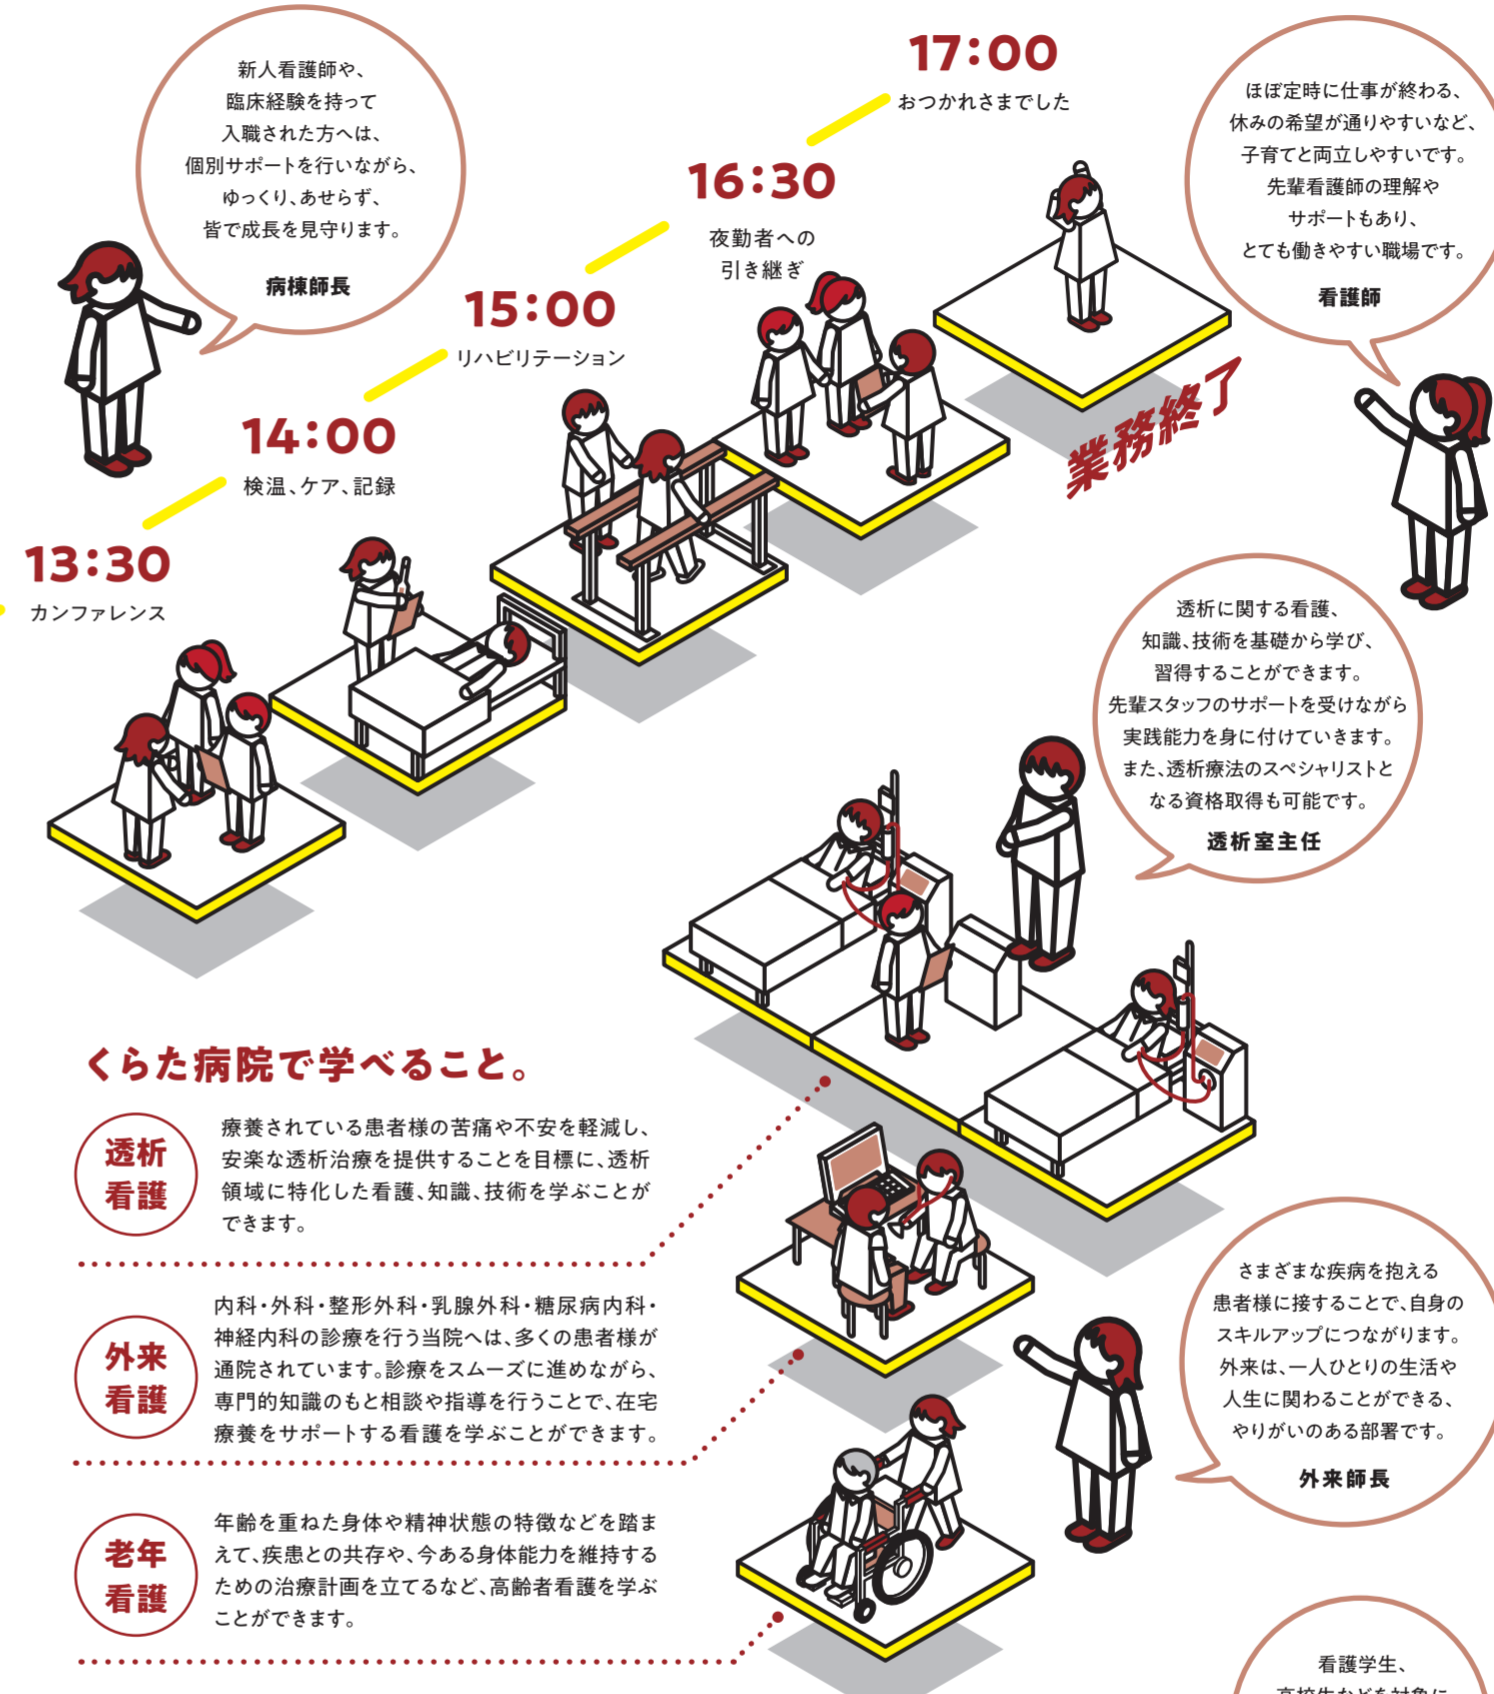 新人看護師や、
臨床経験を持って
入職された方へは、
個別サポートを行いながら、
ゆっくり、あせらず、
皆で成長を見守ります。
病棟師長
13:30
カンファレンス
14:00
検温、ケア、記録
15:00
リハビリテーション
16:30
夜勤者への
引き継ぎ
17:00
おつかれさまでした
業務終了
ほぼ定時に仕事が終わる、
休みの希望が通りやすいなど、
子育てと両立しやすいです。
先輩看護師の理解や
サポートもあり、
とても働きやすい職場です。
看護師
透析に関する看護、
知識、技術を基礎から学び、
習得することができます。
先輩スタッフのサポートを受けながら
実践能力を身に付けていきます。
また、透析療法のスペシャリストと
なる資格取得も可能です。
透析室主任
くらた病院で学べること。
透析
看護
療養されている患者様の苦痛や不安を軽減し、
安楽な透析治療を提供することを目標に、透析
領域に特化した看護、知識、技術を学ぶことが
できます。
外来
看護
内科・外科・整形外科・乳腺外科・糖尿病内科・
神経内科の診療を行う当院へは、多くの患者様が
通院されています。診療をスムーズに進めながら、
専門的知識のもと相談や指導を行うことで、在宅
療養をサポートする看護を学ぶことができます。
老年
看護
年齢を重ねた身体や精神状態の特徴などを踏ま
えて、疾患との共存や、今ある身体能力を維持する
ための治療計画を立てるなど、高齢者看護を学ぶ
ことができます。
さまざまな疾病を抱える
患者様に接することで、自身の
スキルアップにつながります。
外来は、一人ひとりの生活や
人生に関わることができる、
やりがいのある部署です。
外来師長
看護学生、
高校生などを対象に